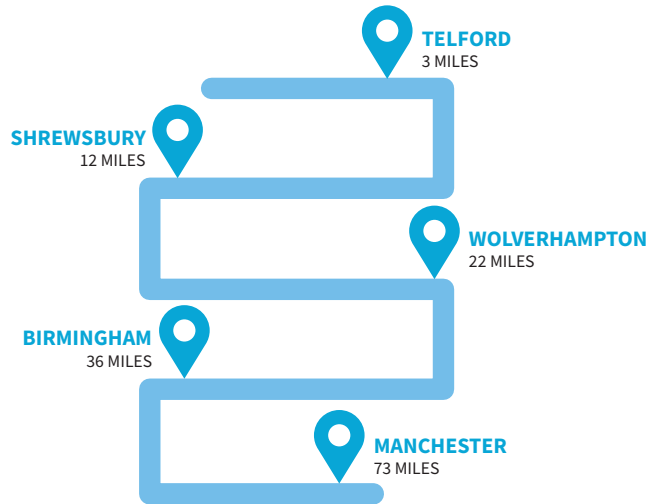 TELFORD
3 MILES
SHREWSBURY
12 MILES
WOLVERHAMPTON
22 MILES
BIRMINGHAM
36 MILES
MANCHESTER
73 MILES